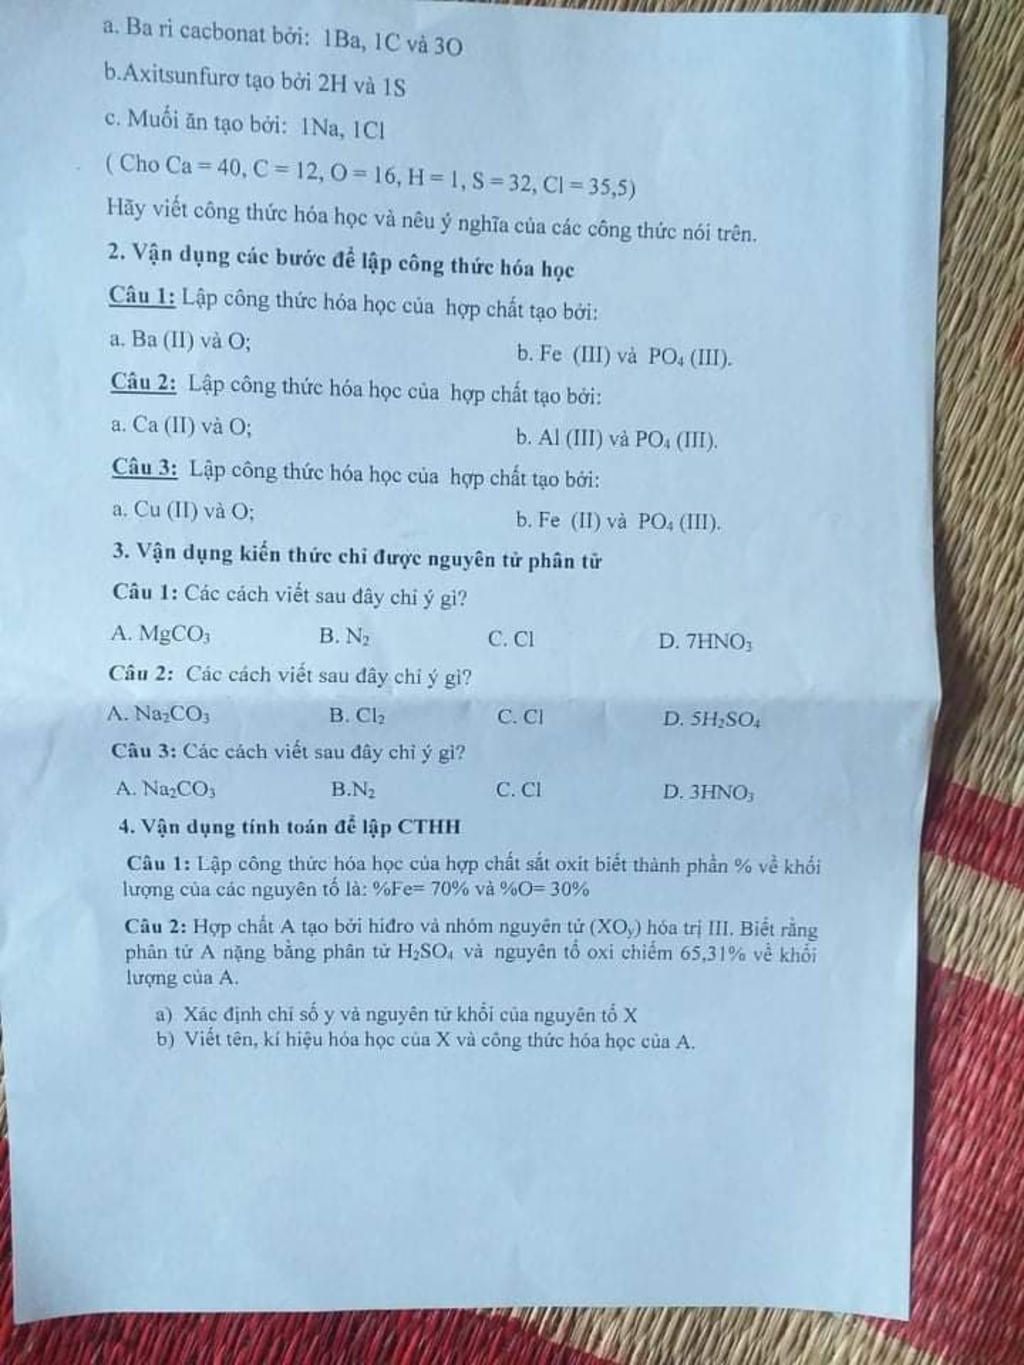 a. Ba ri cacbonat bởi: 1Ba, 1C và 3O
b.Axitsunfurơ tạo bởi 2H và 1S
c. Muối ăn tạo bởi: 1Na, 1Cl
( Cho Ca = 40, C = 12, O = 16, H = 1, S = 32, Cl = 35,5)
Hãy viết công thức hóa học và nêu ý nghĩa của các công thức nói trên.
2. Vận dụng các bước để lập công thức hóa học
Câu 1: Lập công thức hóa học của hợp chất tạo bởi:
a. Ba (II) và O; b. Fe (III) và PO₄ (III).
Câu 2: Lập công thức hóa học của hợp chất tạo bởi:
a. Ca (II) và O; b. Al (III) và PO₄ (III).
Câu 3: Lập công thức hóa học của hợp chất tạo bởi:
a. Cu (II) và O; b. Fe (II) và PO₄ (III).
3. Vận dụng kiến thức chỉ được nguyên tử phân tử
Câu 1: Các cách viết sau đây chỉ ý gì?
A. MgCO₃ B. N₂ C. Cl D. 7HNO₃
Câu 2: Các cách viết sau đây chỉ ý gì?
A. Na₂CO₃ B. Cl₂ C. Cl D. 5H₂SO₄
Câu 3: Các cách viết sau đây chỉ ý gì?
A. Na₂CO₃ B.N₂ C. Cl D. 3HNO₃
4. Vận dụng tính toán để lập CTHH
Câu 1: Lập công thức hóa học của hợp chất sắt oxit biết thành phần % về khối
lượng của các nguyên tố là: %Fe= 70% và %O= 30%
Câu 2: Hợp chất A tạo bởi hiđro và nhóm nguyên tử (XOᵧ) hóa trị III. Biết rằng
phân tử A nặng bằng phân tử H₂SO₄ và nguyên tố oxi chiếm 65,31% về khối
lượng của A.
a) Xác định chỉ số y và nguyên tử khối của nguyên tố X
b) Viết tên, kí hiệu hóa học của X và công thức hóa học của A.